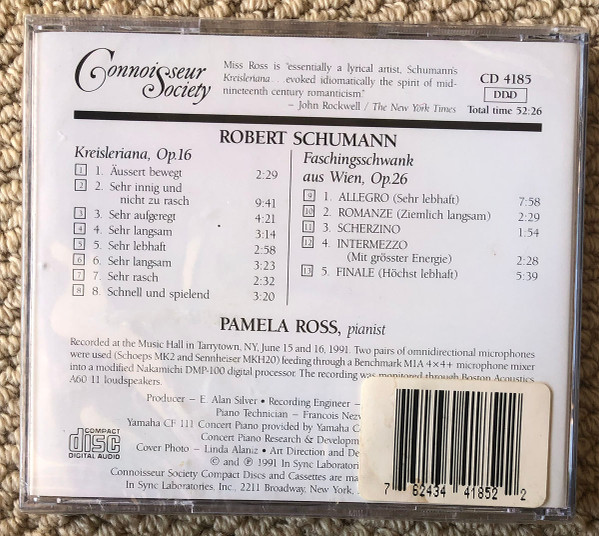 Connoisseur
Society
Miss Ross is "essentially a lyrical artist, Schumann's
Kreisleriana...evoked idiomatically the spirit of mid-
nineteenth century romanticism"
– John Rockwell / The New York Times
CD 4185
DDD
Total time 52:26
ROBERT SCHUMANN
Kreisleriana, Op.16
1 1. Äussert bewegt 2:29
2 2. Sehr innig und
nicht zu rasch 9:41
3 3. Sehr aufgeregt 4:21
4 4. Sehr langsam 3:14
5 5. Sehr lebhaft 2:58
6 6. Sehr langsam 3:23
7 7. Sehr rasch 2:32
8 8. Schnell und spielend 3:20
Faschingsschwank
aus Wien, Op.26
9 1. ALLEGRO (Sehr lebhaft) 7:58
10 2. ROMANZE (Ziemlich langsam) 2:29
11 3. SCHERZINO 1:54
12 4. INTERMEZZO
(Mit grösster Energie) 2:28
13 5. FINALE (Höchst lebhaft) 5:39
PAMELA ROSS, pianist
Recorded at the Music Hall in Tarrytown, NY, June 15 and 16, 1991. Two pairs of omnidirectional microphones
were used (Schoeps MK2 and Sennheiser MKH20) feeding through a Benchmark M1A 4×4++ microphone mixer
into a modified Nakamichi DMP-100 digital processor. The recording was monitored through Boston Acoustics
A60-11 loudspeakers.
Producer – E. Alan Silver • Recording Engineer –
Piano Technician – Francois
Yamaha CF 111 Concert Piano provided by Yamaha
Concert Piano Research &
Cover Photo – Linda Alaniz • Art Direction and
© and ℗ 1991 In Sync
Connoisseur Society Compact Discs and Cassettes are
In Sync Laboratories, Inc., 2211 Broadway, New York,
COMPACT
disc
DIGITAL AUDIO
7 62434 41852 2